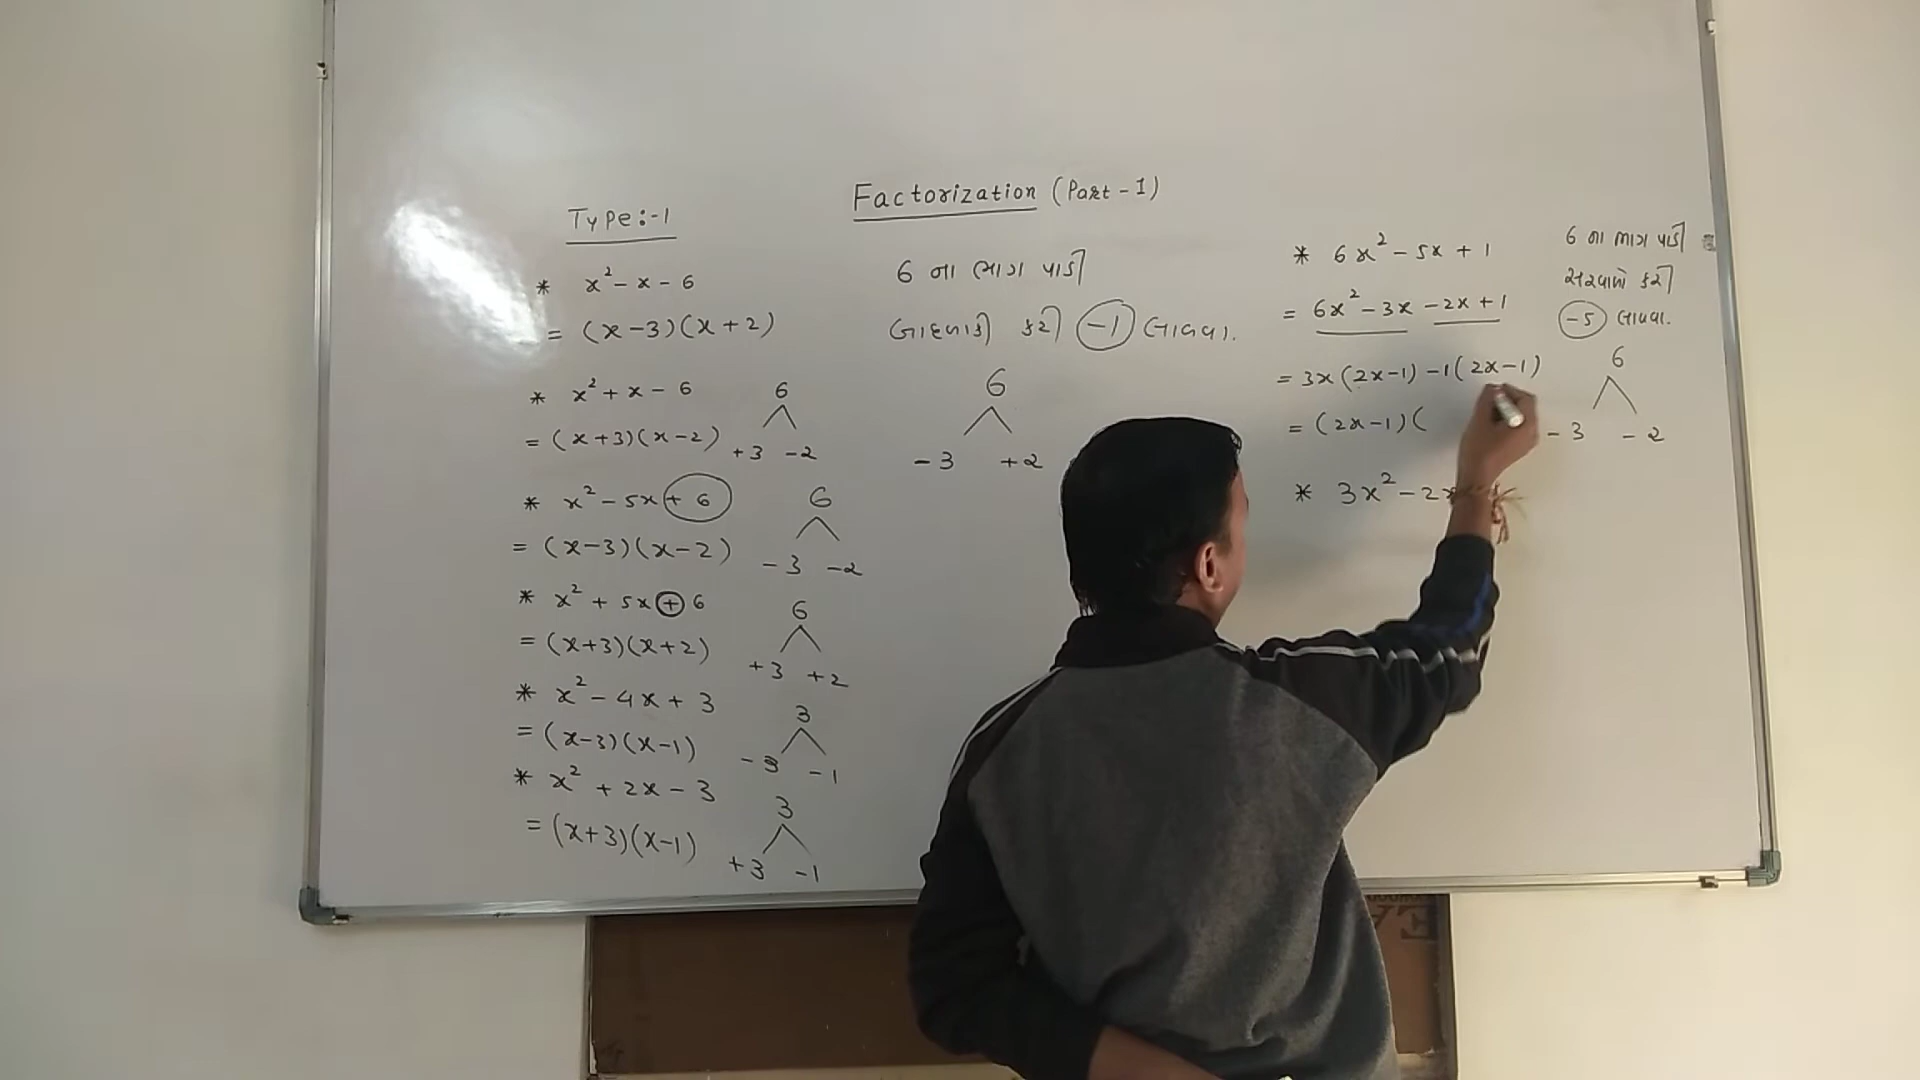 Factorization (Part-1)
Type:-1
* x² - x - 6
= (x-3)(x+2)
* x² + x - 6
= (x+3)(x-2)
6
+3 -2
* x² - 5x + 6
= (x-3)(x-2)
6
-3 -2
* x² + 5x + 6
= (x+3)(x+2)
6
+3 +2
* x² - 4x + 3
= (x-3)(x-1)
3
-3 -1
* x² + 2x - 3
= (x+3)(x-1)
3
+3 -1
6 ના ભાગ પાડી
બાદબાકી કરી -1 લાવવા.
6
-3 +2
* 6x² - 5x + 1
= 6x² - 3x - 2x + 1
= 3x(2x-1) -1(2x-1)
= (2x-1)(
* 3x² - 2x
6 ના ભાગ પાડી
સરવાળો કરી
-5 લાવવા.
6
-3 -2